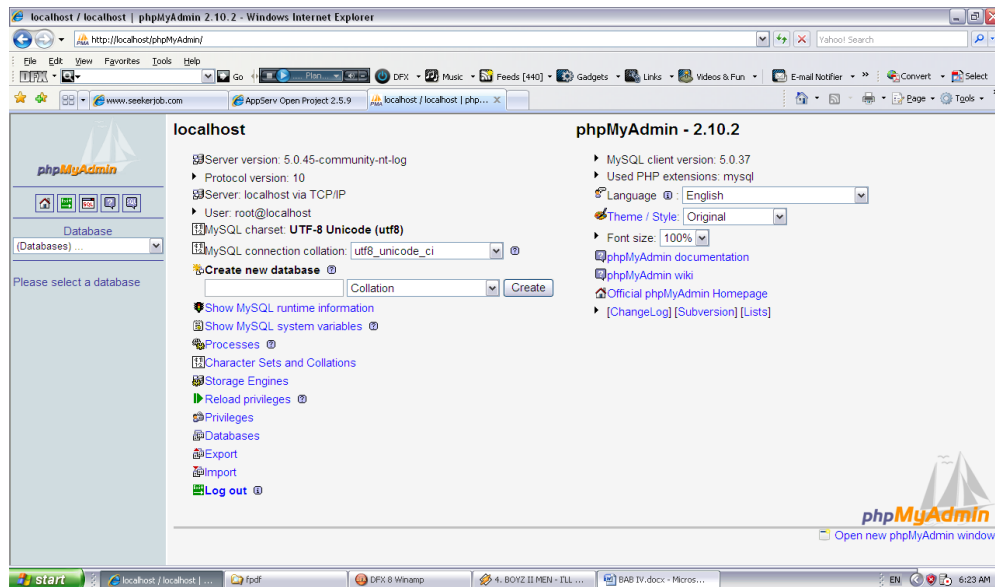 localhost / localhost | phpMyAdmin 2.10.2 - Windows Internet Explorer
http://localhost/phpMyAdmin/
Yahoo! Search
File Edit View Favorites Tools Help
Go
Plan
DFX
Music
Feeds [440]
Gadgets
Links
Videos & Fun
E-mail Notifier
»
Convert
Select
www.seekerjob.com
AppServ Open Project 2.5.9
localhost / localhost | php...
Page
Tools
phpMyAdmin
Database
(Databases) ...
Please select a database
localhost
Server version: 5.0.45-community-nt-log
Protocol version: 10
Server: localhost via TCP/IP
User: root@localhost
MySQL charset: UTF-8 Unicode (utf8)
MySQL connection collation: utf8_unicode_ci
Create new database
Collation Create
Show MySQL runtime information
Show MySQL system variables
Processes
Character Sets and Collations
Storage Engines
Reload privileges
Privileges
Databases
Export
Import
Log out
phpMyAdmin - 2.10.2
MySQL client version: 5.0.37
Used PHP extensions: mysql
Language : English
Theme / Style: Original
Font size: 100%
phpMyAdmin documentation
phpMyAdmin wiki
Official phpMyAdmin Homepage
[ChangeLog] [Subversion] [Lists]
phpMyAdmin
Open new phpMyAdmin window
start
localhost / localhost | ...
fpdf
DFX 8 Winamp
4. BOYZ II MEN - I'LL ...
BAB IV.docx - Micros...
EN
6:23 AM